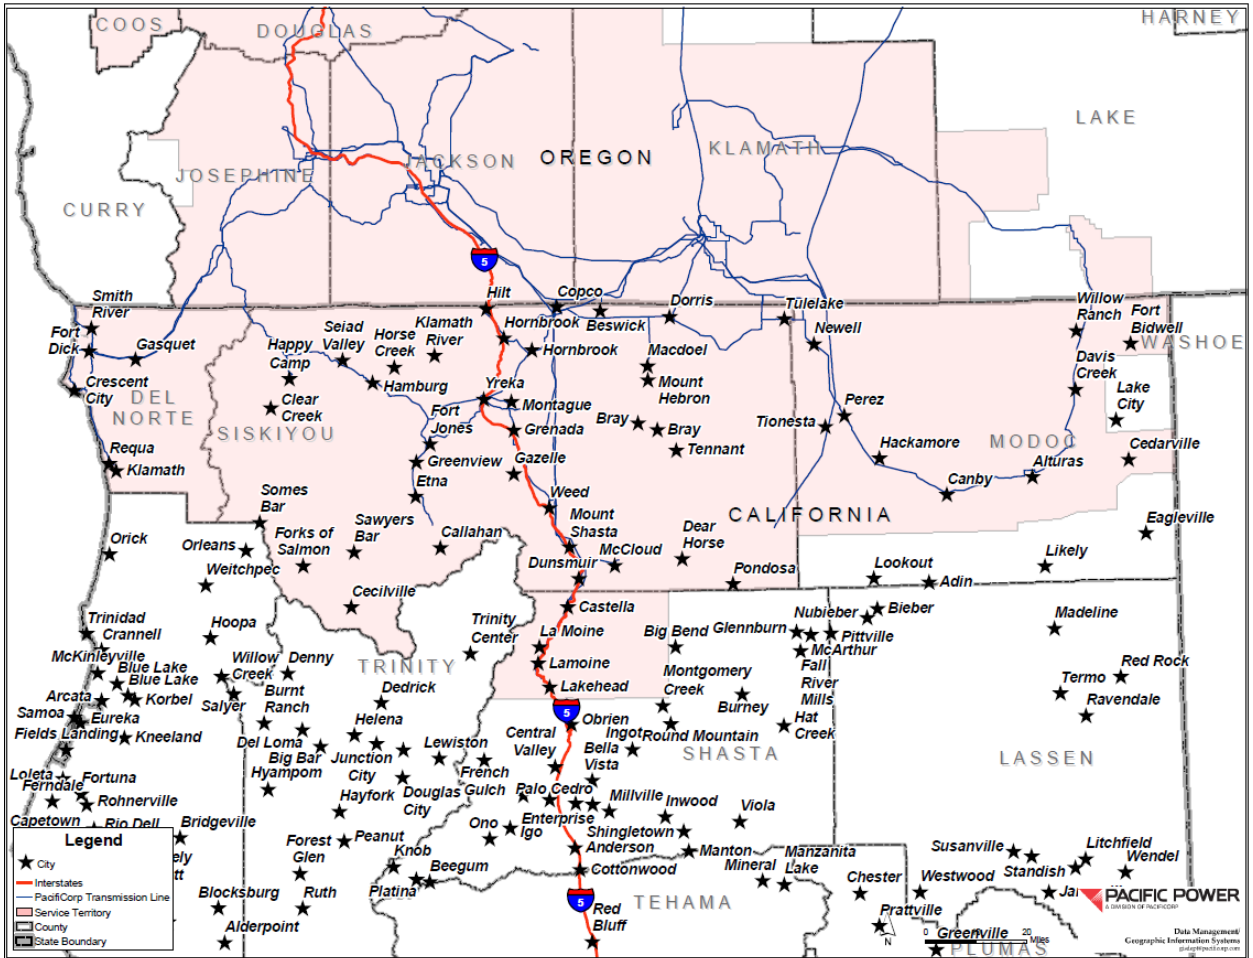 COOS
DOUGLAS
HARNEY
LAKE
OREGON
KLAMATH
JACKSON
JOSEPHINE
CURRY
5
Smith
River
Fort
Dick
Gasquet
Crescent
City
DEL
NORTE
Requa
Klamath
Happy
Camp
Seiad
Valley
Horse
Creek
Klamath
River
Hilt
Copco
Beswick
Dorris
Tulelake
Newell
Willow
Ranch
Fort
Bidwell
WASHOE
Hornbrook
Hornbrook
Macdoel
Mount
Hebron
Davis
Creek
Lake
City
Hamburg
Clear
Creek
SISKIYOU
Yreka
Montague
Fort
Jones
Grenada
Bray
Bray
Tennant
Tionesta
Perez
Hackamore
MODOC
Cedarville
Greenview
Gazelle
Etna
Canby
Alturas
Somes
Bar
Weed
CALIFORNIA
Eagleville
Orick
Orleans
Forks of
Salmon
Sawyers
Bar
Callahan
Mount
Shasta
McCloud
Dear
Horse
Dunsmuir
Pondosa
Lookout
Adin
Likely
Weitchpec
Cecilville
Castella
Trinidad
Crannell
Hoopa
Trinity
Center
La Moine
Big Bend
Glennburn
Nubieber
Bieber
Pittville
McArthur
Madeline
McKinleyville
Blue Lake
Blue Lake
Willow
Creek
Denny
TRINITY
Lamoine
Montgomery
Creek
Fall
River
Mills
Red Rock
Arcata
Korbel
Salyer
Burnt
Ranch
Dedrick
Lakehead
Burney
Termo
Ravendale
Samoa
Eureka
Fields Landing
Kneeland
Helena
5
Obrien
Round Mountain
Hat
Creek
Del Loma
Big Bar
Junction
City
Lewiston
Central
Valley
Ingot
SHASTA
LASSEN
Loleta
Fortuna
Ferndale
Hyampom
French
Gulch
Bella
Vista
Rohnerville
Hayfork
Douglas
City
Palo Cedro
Millville
Inwood
Viola
Capetown
Rio Dell
Bridgeville
Ono
Igo
Enterprise
Shingletown
Forest
Glen
Peanut
Knob
Anderson
Manton
Manzanita
Lake
Mineral
Susanville
Litchfield
Standish
Wendel
Platina
Beegum
Cottonwood
Blocksburg
Ruth
Chester
Westwood
5
Red
Bluff
TEHAMA
Alderpoint
Prattville
Greenville
PLUMAS
Legend
City
Interstates
PacifiCorp Transmission Line
Service Territory
County
State Boundary
N
0
20
Miles
PACIFIC POWER
A DIVISION OF PACIFICORP
Data Management/
Geographic Information Systems